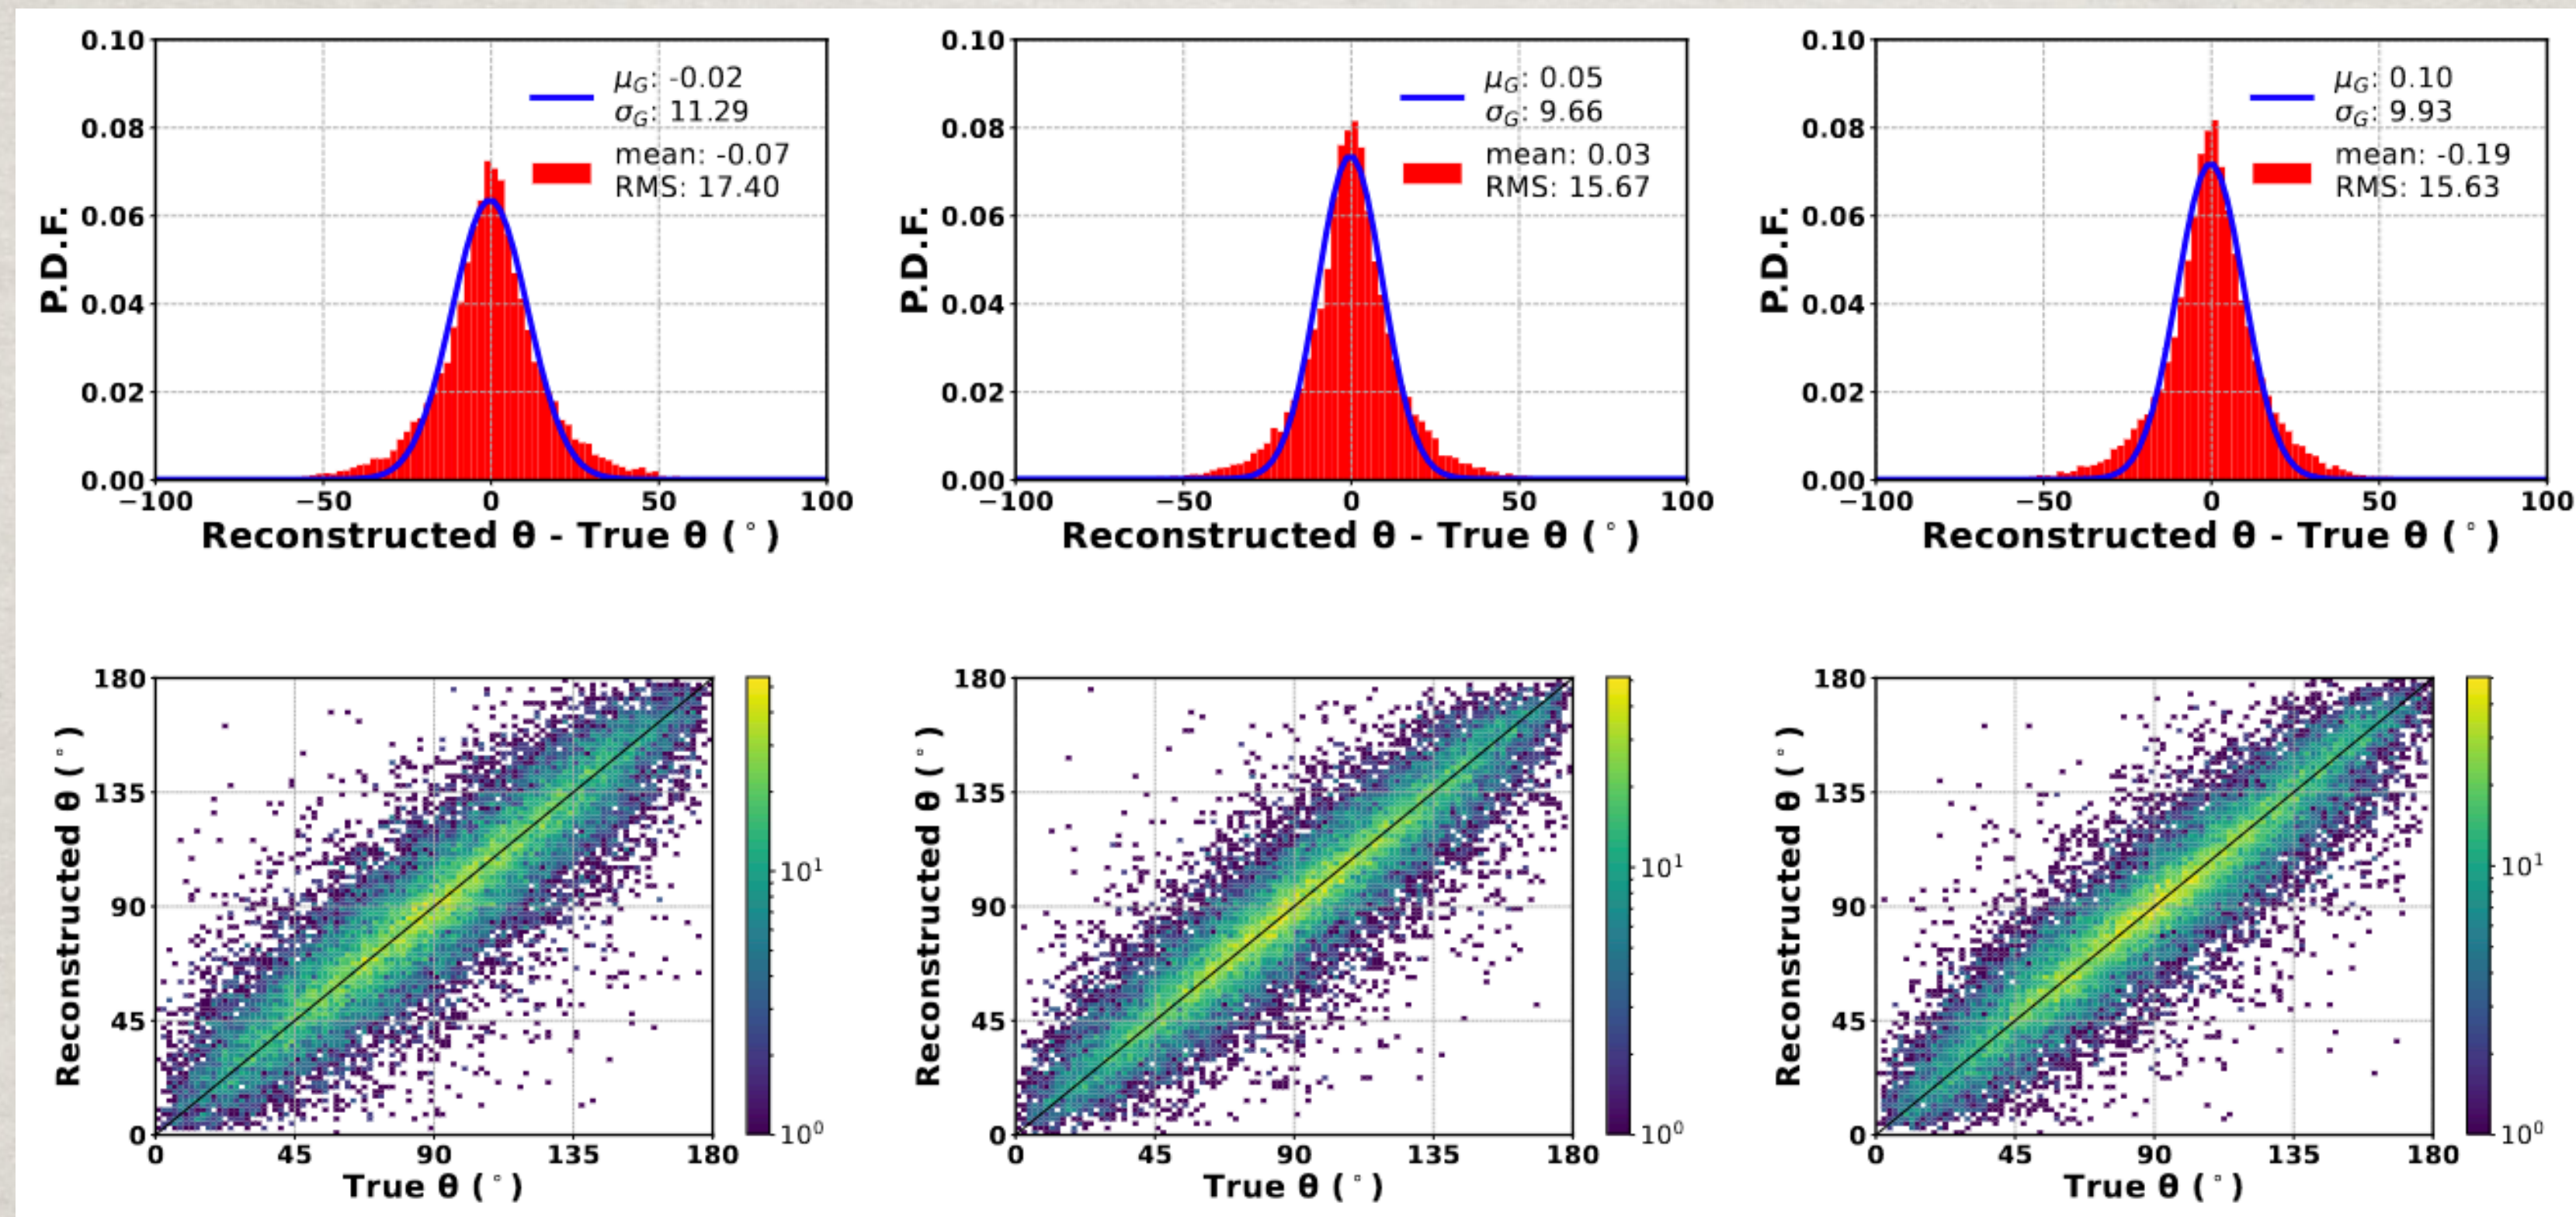 0.10
0.08
0.06
0.04
0.02
0.00
P.D.F.
μG: -0.02
σG: 11.29
mean: -0.07
RMS: 17.40
−100 −50 0 50 100
Reconstructed θ - True θ (°)
0.10
0.08
0.06
0.04
0.02
0.00
P.D.F.
μG: 0.05
σG: 9.66
mean: 0.03
RMS: 15.67
−100 −50 0 50 100
Reconstructed θ - True θ (°)
0.10
0.08
0.06
0.04
0.02
0.00
P.D.F.
μG: 0.10
σG: 9.93
mean: -0.19
RMS: 15.63
−100 −50 0 50 100
Reconstructed θ - True θ (°)
180
135
90
45
0
Reconstructed θ (°)
0 45 90 135 180
True θ (°)
10¹
10⁰
180
135
90
45
0
Reconstructed θ (°)
0 45 90 135 180
True θ (°)
10¹
10⁰
180
135
90
45
0
Reconstructed θ (°)
0 45 90 135 180
True θ (°)
10¹
10⁰